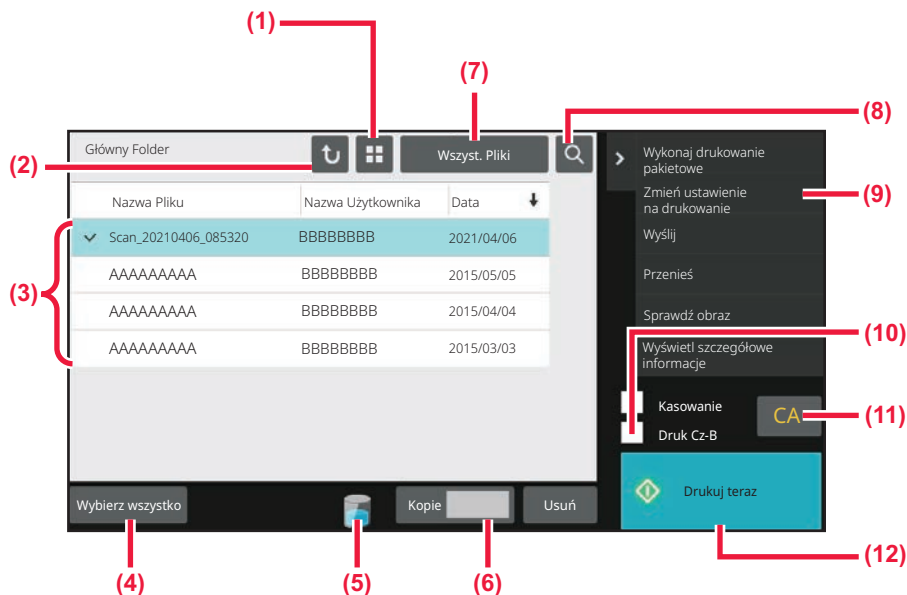 (1)
(7)
(8)
Główny Folder
Wszyst. Pliki
Wykonaj drukowanie
pakietowe
(2)
(9)
Zmień ustawienie
na drukowanie
Nazwa Pliku Nazwa Użytkownika Data
Wyślij
Scan_20210406_085320 BBBBBBBB 2021/04/06
Przenieś
AAAAAAAAA BBBBBBBB 2015/05/05
(3)
AAAAAAAAA BBBBBBBB 2015/04/04
Sprawdź obraz
(10)
AAAAAAAAA BBBBBBBB 2015/03/03
Wyświetl szczegółowe
informacje
Kasowanie
CA
(11)
Druk Cz-B
Wybierz wszystko
Kopie
Usuń
Drukuj teraz
(12)
(4)
(5)
(6)